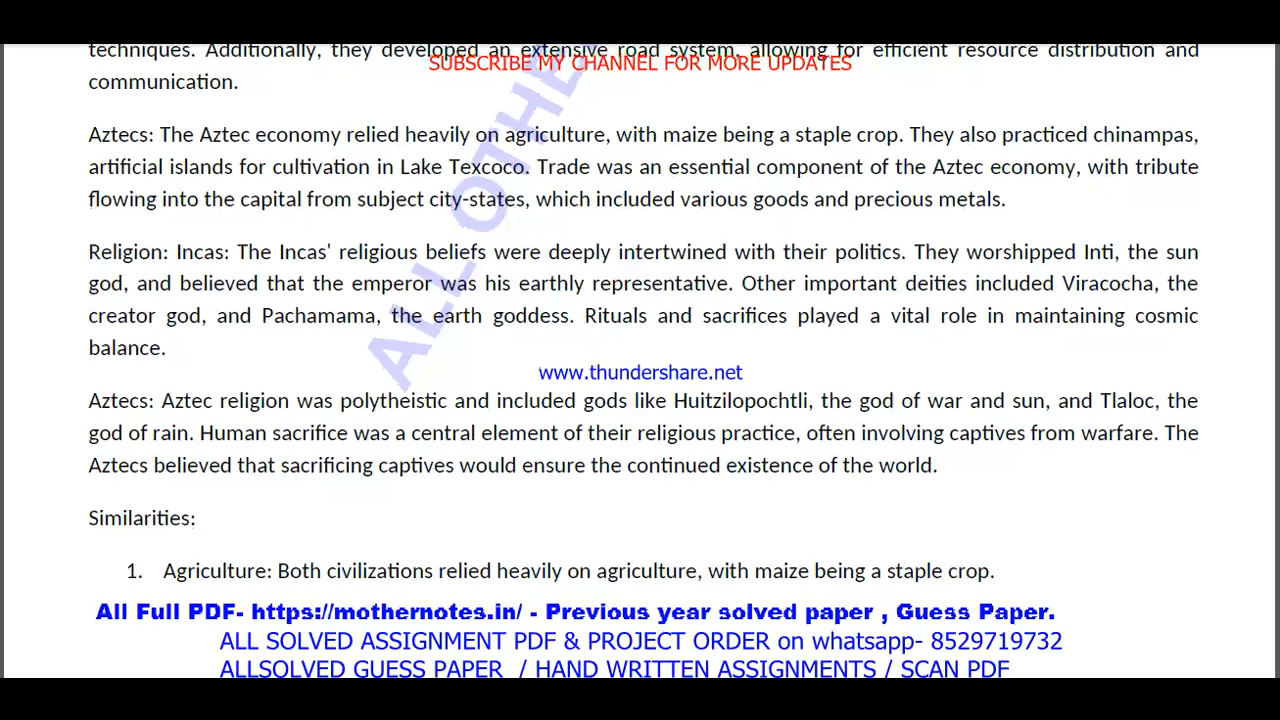 techniques. Additionally, they developed an extensive road system, allowing for efficient resource distribution and
SUBSCRIBE MY CHANNEL FOR MORE UPDATES
communication.
Aztecs: The Aztec economy relied heavily on agriculture, with maize being a staple crop. They also practiced chinampas,
artificial islands for cultivation in Lake Texcoco. Trade was an essential component of the Aztec economy, with tribute
flowing into the capital from subject city-states, which included various goods and precious metals.
ALL OTHE
Religion: Incas: The Incas' religious beliefs were deeply intertwined with their politics. They worshipped Inti, the sun
god, and believed that the emperor was his earthly representative. Other important deities included Viracocha, the
creator god, and Pachamama, the earth goddess. Rituals and sacrifices played a vital role in maintaining cosmic
balance.
www.thundershare.net
Aztecs: Aztec religion was polytheistic and included gods like Huitzilopochtli, the god of war and sun, and Tlaloc, the
god of rain. Human sacrifice was a central element of their religious practice, often involving captives from warfare. The
Aztecs believed that sacrificing captives would ensure the continued existence of the world.
Similarities:
1. Agriculture: Both civilizations relied heavily on agriculture, with maize being a staple crop.
All Full PDF- https://mothernotes.in/ - Previous year solved paper , Guess Paper.
ALL SOLVED ASSIGNMENT PDF & PROJECT ORDER on whatsapp- 8529719732
ALLSOLVED GUESS PAPER / HAND WRITTEN ASSIGNMENTS / SCAN PDF